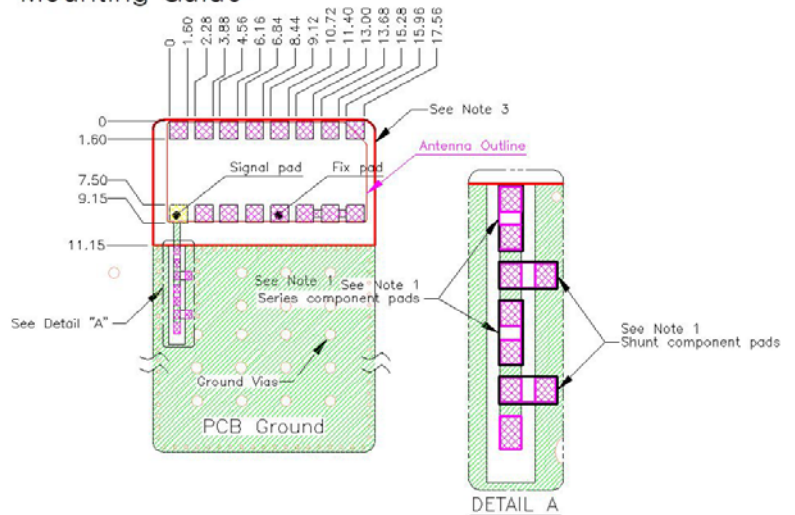 Mounting Guide
0
1.60
2.28
3.88
4.56
6.16
6.84
8.44
9.12
10.72
11.40
13.00
13.68
15.28
15.96
17.56
0
1.60
7.50
9.15
11.15
See Note 3
Antenna Outline
Signal pad
Fix pad
See Note 1
See Note 1
Series component pads
See Detail "A"
See Note 1
Shunt component pads
Ground Vias
PCB Ground
DETAIL A